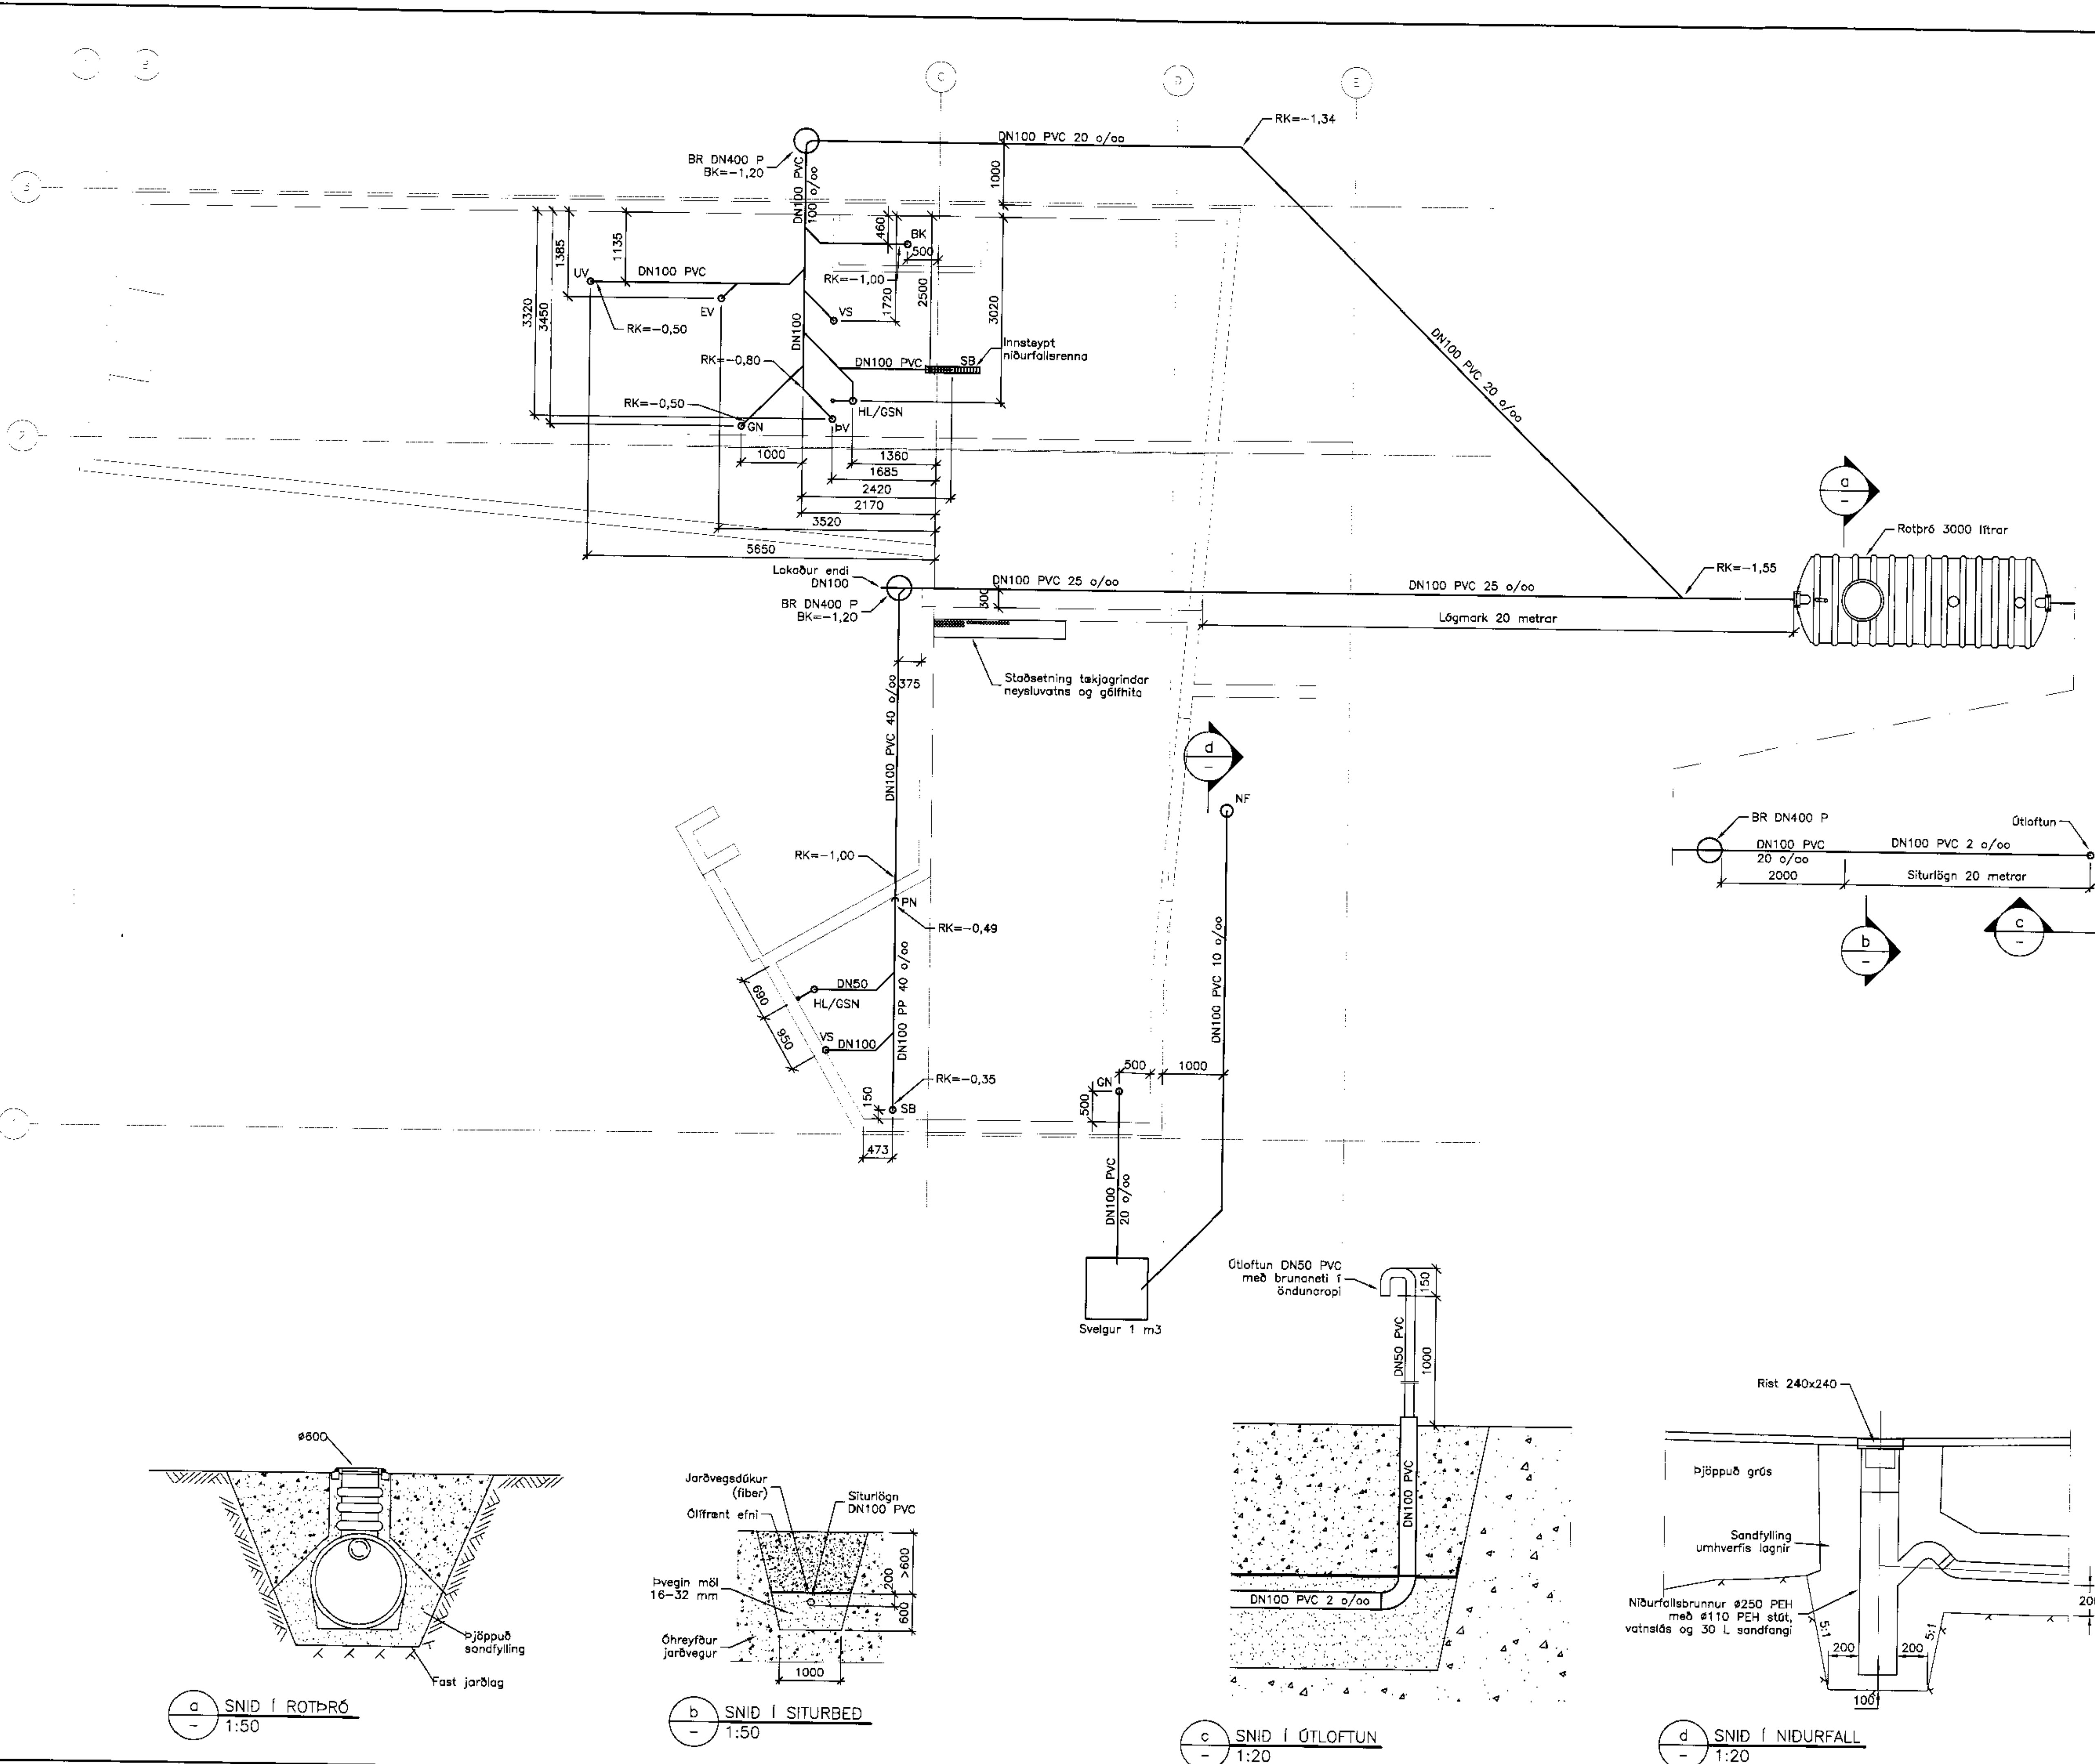 C
D
E
3
2
RK=-1,34
DN100 PVC 20 o/oo
BR DN400 P
BK=-1,20
DN100 PVC
100 o/oo
1000
460
BK
500
1385
1135
UV
DN100 PVC
EV
RK=-1,00
1720
2500
3020
VS
3320
3450
RK=-0,50
DN100
RK=-0,80
DN100 PVC
SB
Innsteypt
niðurfallsrenna
DN100 PVC 20 o/oo
RK=-0,50
GN
ÞV
HL/GSN
1000
1360
1685
2420
2170
3520
5650
a
-
Rotþró 3000 lítrar
Lokaður endi
DN100
BR DN400 P
BK=-1,20
DN100 PVC 25 o/oo
DN100 PVC 25 o/oo
RK=-1,55
300
Lögmark 20 metrar
375
Staðsetning tækjagrindar
neysluvatns og gólfhita
DN100 PVC 40 o/oo
d
-
NF
BR DN400 P
Útloftun
DN100 PVC
20 o/oo
DN100 PVC 2 o/oo
2000
Siturlögn 20 metrar
b
-
c
-
RK=-1,00
PN
RK=-0,49
DN50
HL/GSN
690
950
VS
DN100
DN100 PP 40 o/oo
DN100 PVC 10 o/oo
RK=-0,35
150
SB
473
GN
500
1000
500
DN100 PVC
20 o/oo
Svelgur 1 m3
Útloftun DN50 PVC
með brunaneti í
öndunaropi
150
DN50 PVC
1000
DN100 PVC
DN100 PVC 2 o/oo
ø600
Þjöppuð
sandfylling
Fast jarðlag
a
-
SNIÐ Í ROTÞRÓ
1:50
Jarðvegsdúkur
(fiber)
Ólífrænt efni
Siturlögn
DN100 PVC
>600
200
600
Þvegin möl
16-32 mm
Óhreyfður
jarðvegur
1000
b
-
SNIÐ Í SITURBEÐ
1:50
c
-
SNIÐ Í ÚTLOFTUN
1:20
Rist 240x240
Þjöppuð grús
Sandfylling
umhverfis lagnir
Niðurfallsbrunnur ø250 PEH
með ø110 PEH stút,
vatnslás og 30 L sandfangi
5:1
5:1
200
200
100
d
-
SNIÐ Í NIÐURFALL
1:20